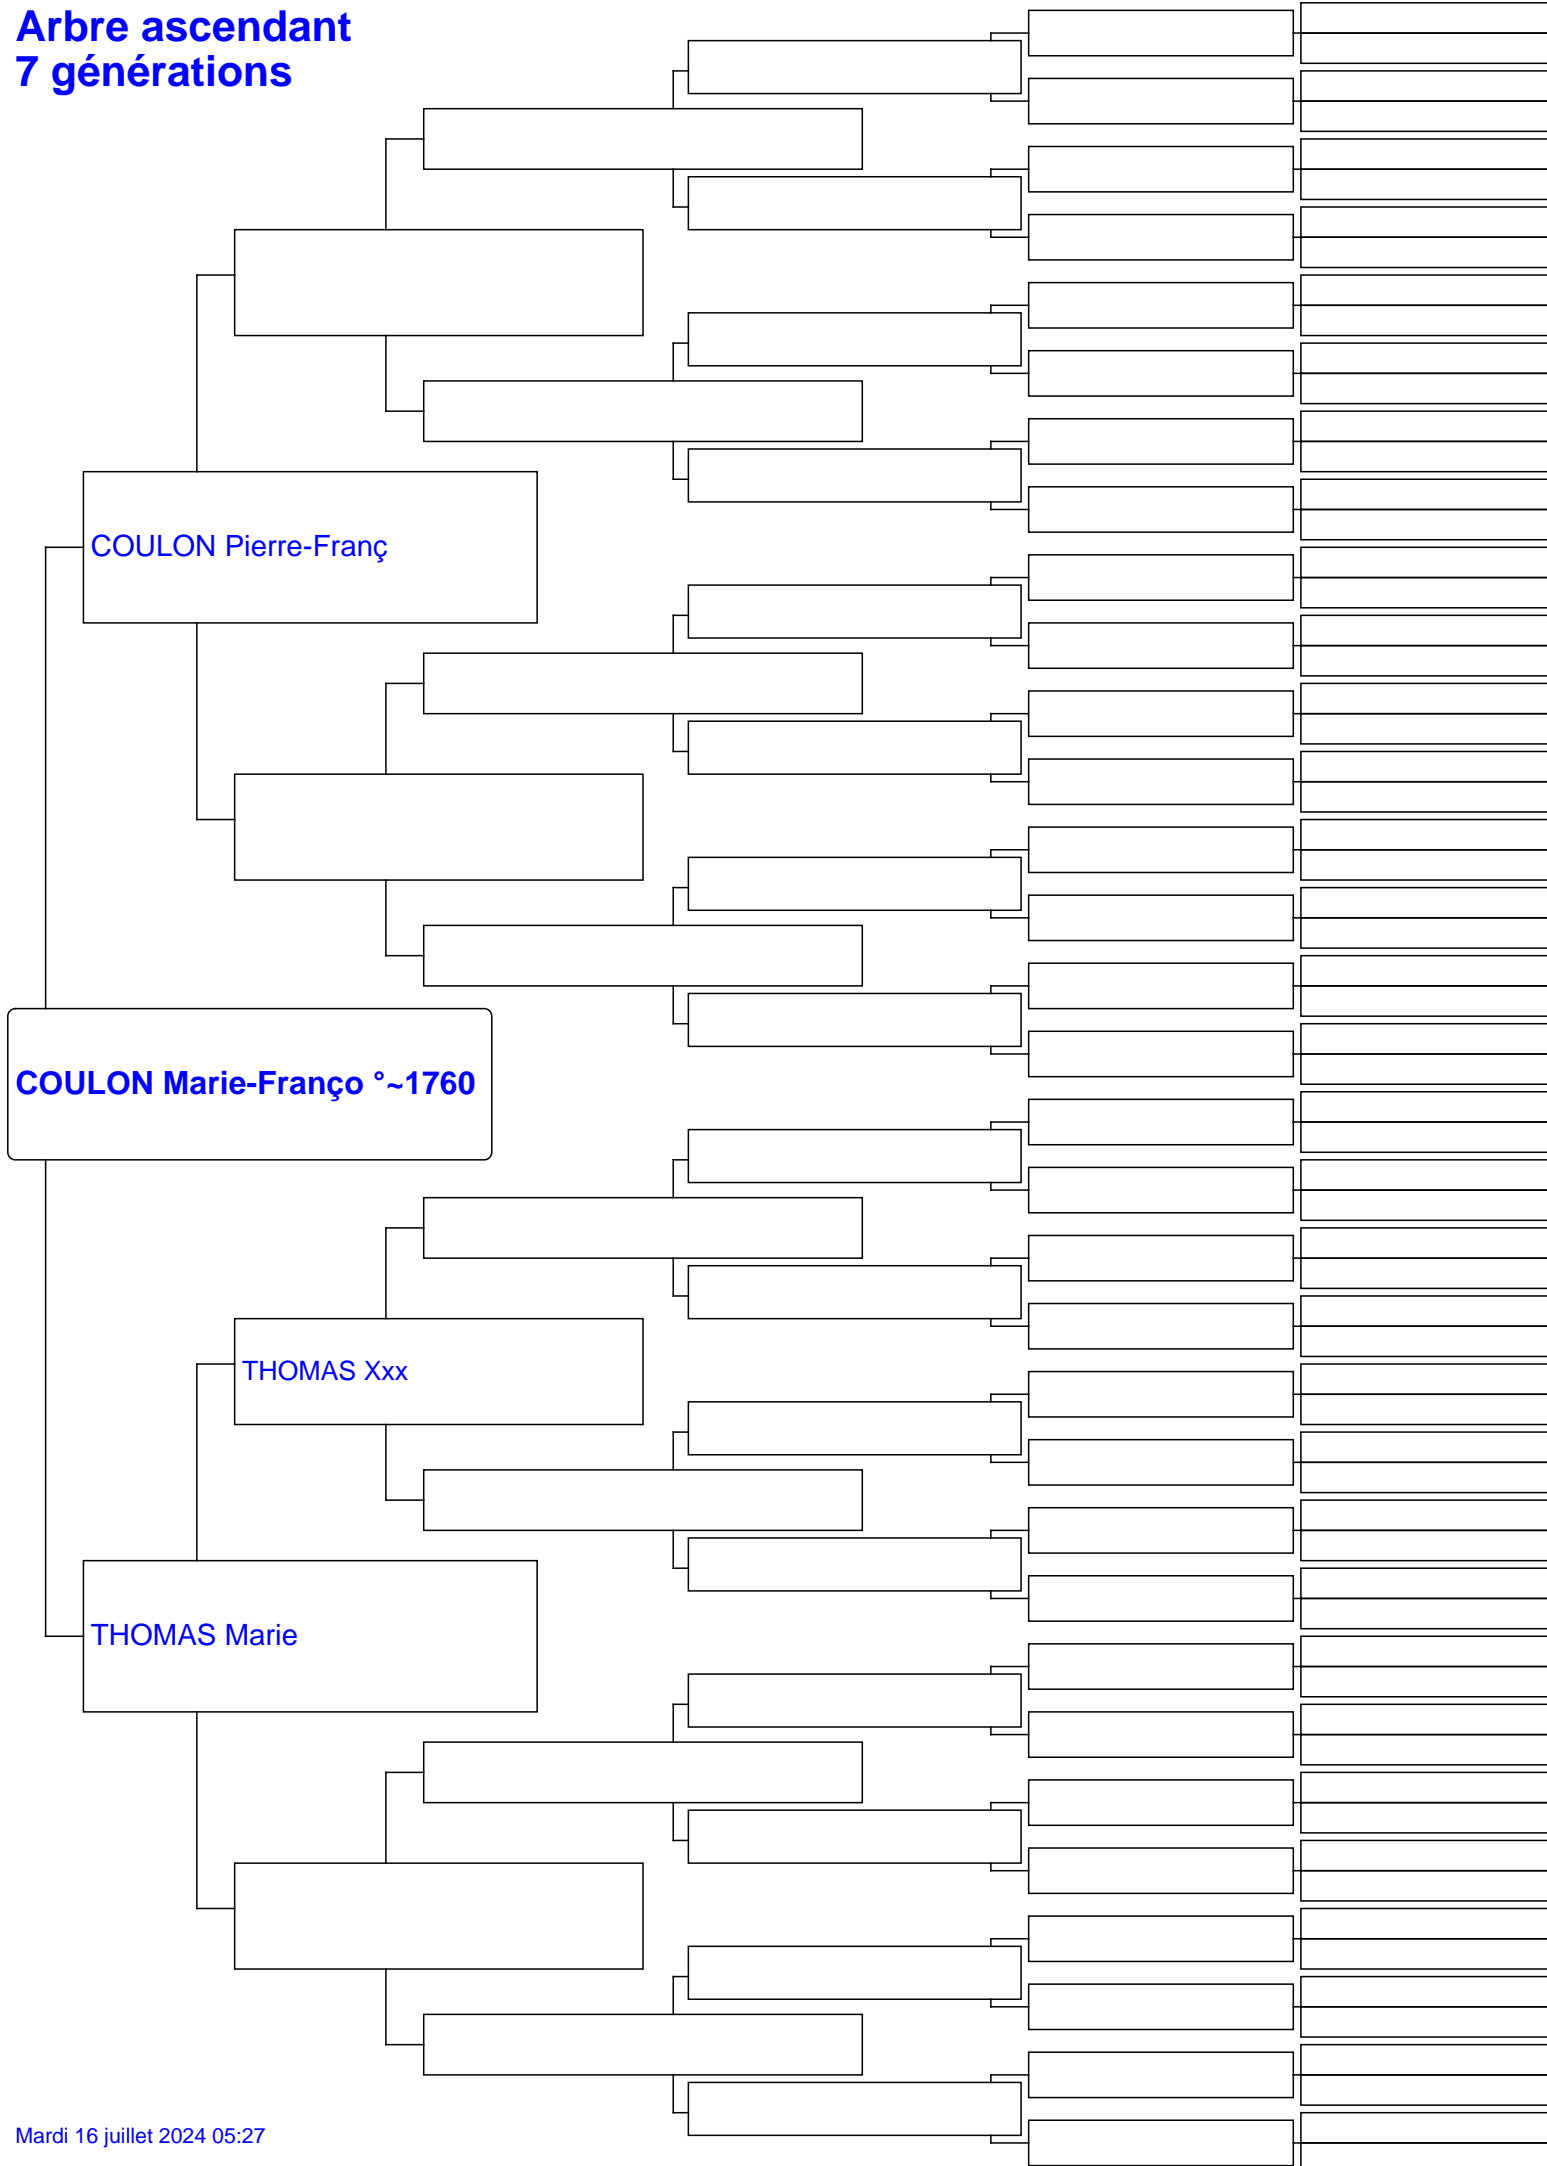 Arbre ascendant
7 générations
COULON Pierre-Franç
COULON Marie-Franço °~1760
THOMAS Xxx
THOMAS Marie
Mardi 16 juillet 2024 05:27